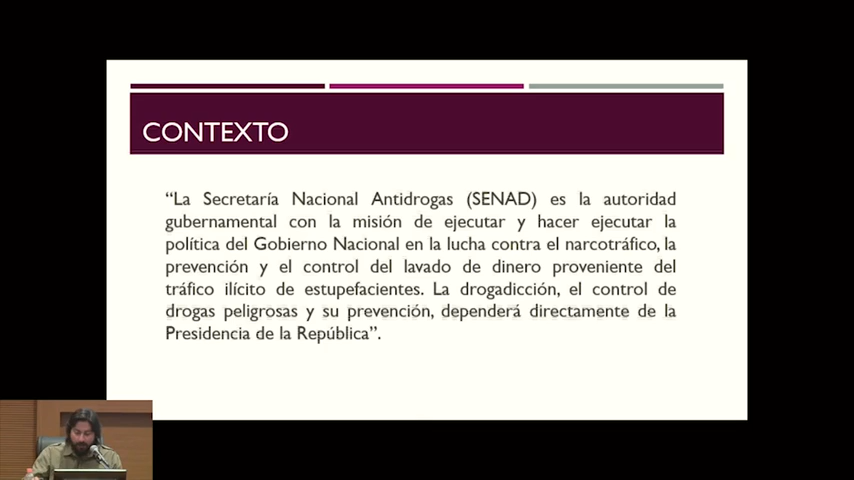 CONTEXTO
“La Secretaría Nacional Antidrogas (SENAD) es la autoridad
gubernamental con la misión de ejecutar y hacer ejecutar la
política del Gobierno Nacional en la lucha contra el narcotráfico, la
prevención y el control del lavado de dinero proveniente del
tráfico ilícito de estupefacientes. La drogadicción, el control de
drogas peligrosas y su prevención, dependerá directamente de la
Presidencia de la República”.